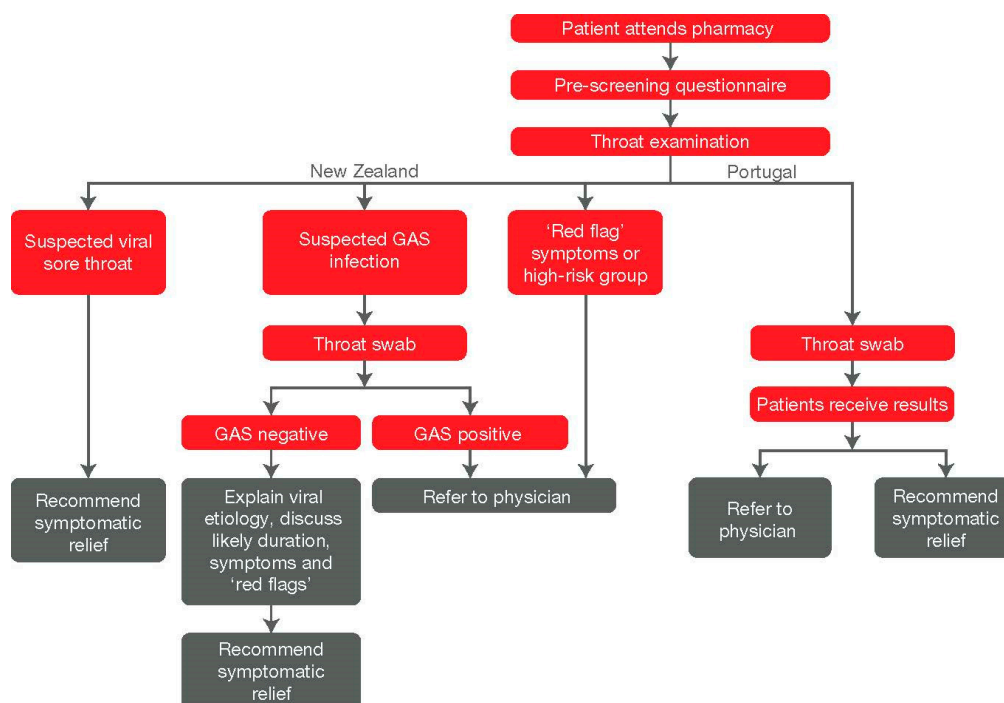 Patient attends pharmacy
Pre-screening questionnaire
Throat examination
New Zealand
Portugal
Suspected viral
sore throat
Suspected GAS
infection
‘Red flag’
symptoms or
high-risk group
Throat swab
Throat swab
Patients receive results
GAS negative
GAS positive
Recommend
symptomatic
relief
Explain viral
etiology, discuss
likely duration,
symptoms and
‘red flags’
Refer to physician
Refer to
physician
Recommend
symptomatic
relief
Recommend
symptomatic
relief